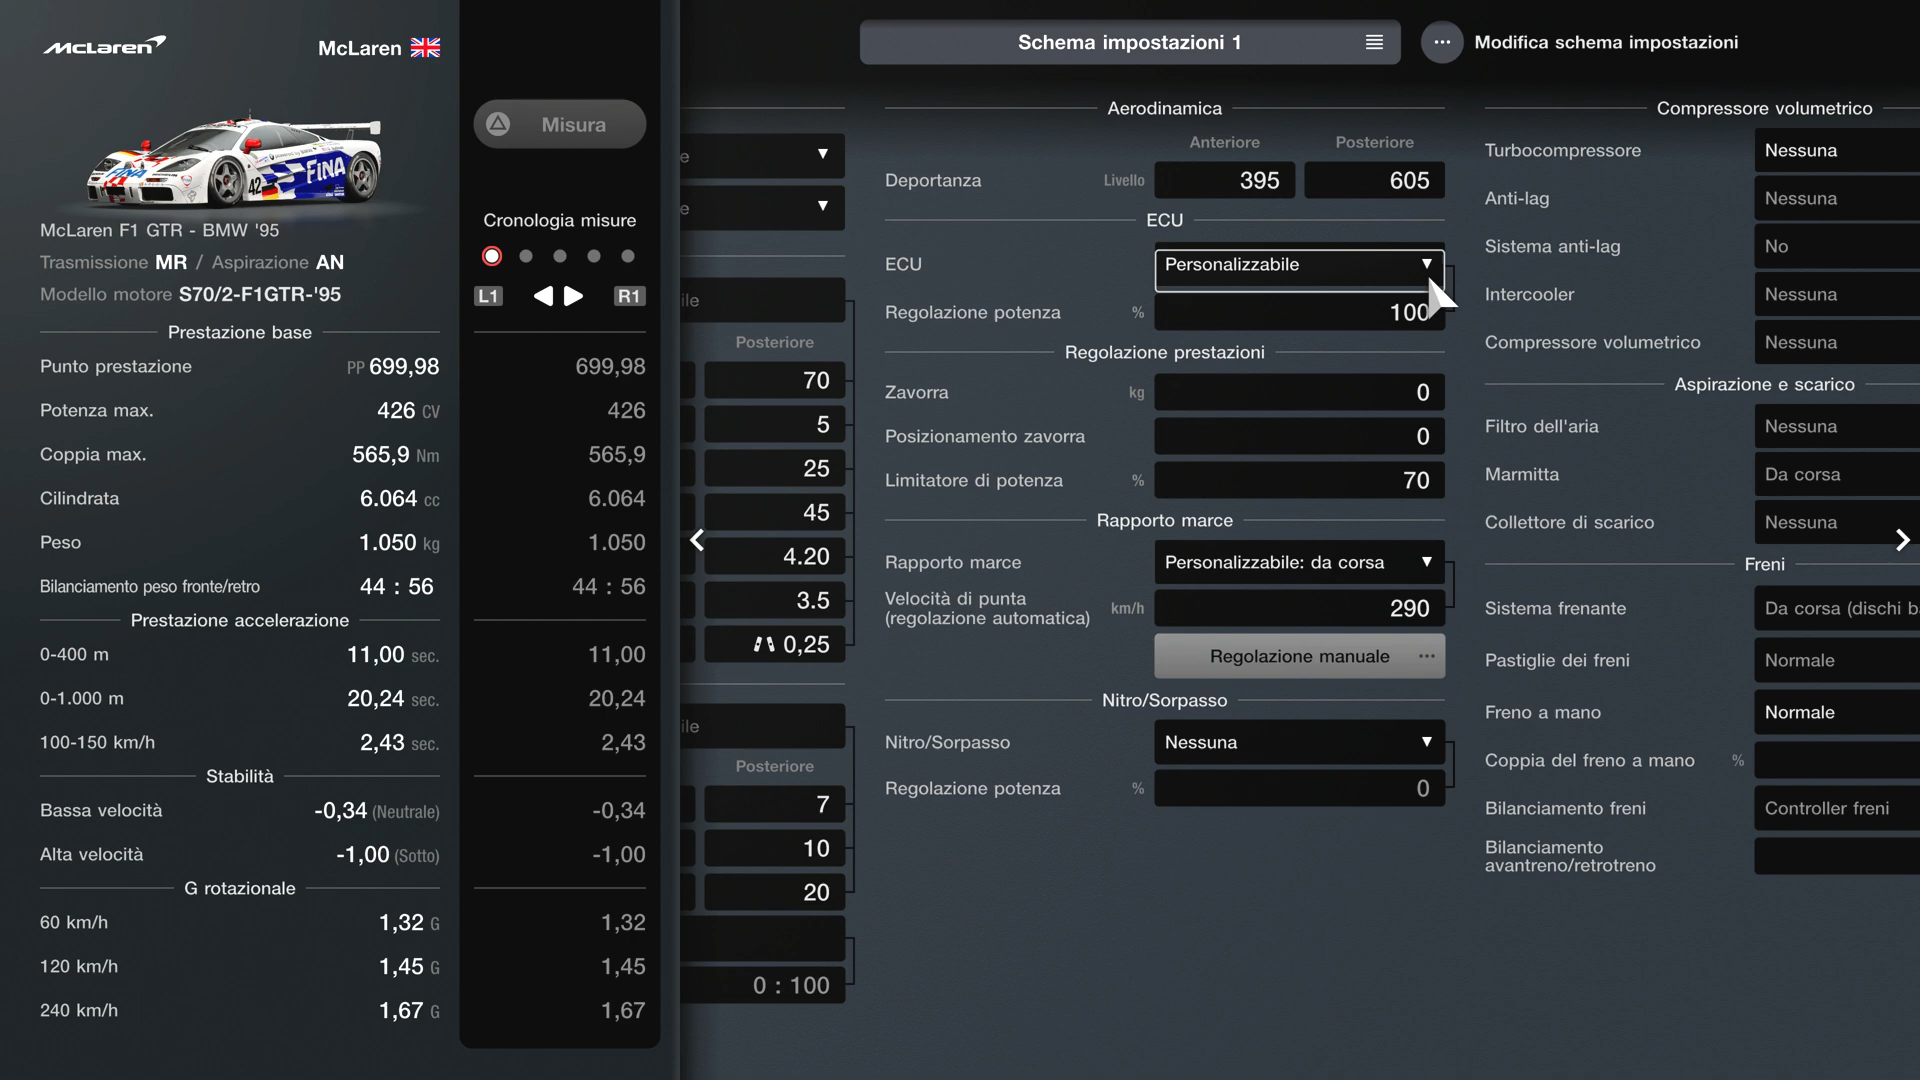 McLaren
McLaren
McLaren F1 GTR - BMW '95
Trasmissione MR / Aspirazione AN
Modello motore S70/2-F1GTR-'95
Prestazione base
Punto prestazione PP 699,98
Potenza max. 426 CV
Coppia max. 565,9 Nm
Cilindrata 6.064 cc
Peso 1.050 kg
Bilanciamento peso fronte/retro 44 : 56
Prestazione accelerazione
0-400 m 11,00 sec.
0-1.000 m 20,24 sec.
100-150 km/h 2,43 sec.
Stabilità
Bassa velocità -0,34 (Neutrale)
Alta velocità -1,00 (Sotto)
G rotazionale
60 km/h 1,32 G
120 km/h 1,45 G
240 km/h 1,67 G
FINA
FINA
42
Misura
Cronologia misure
L1 R1
699,98
426
565,9
6.064
1.050
44 : 56
11,00
20,24
2,43
-0,34
-1,00
1,32
1,45
1,67
e
e
ile
Posteriore
70
5
25
45
4.20
3.5
0,25
ile
Posteriore
7
10
20
0 : 100
Schema impostazioni 1
Modifica schema impostazioni
Aerodinamica
Anteriore Posteriore
Deportanza Livello 395 605
ECU
ECU Personalizzabile
Regolazione potenza % 100
Regolazione prestazioni
Zavorra kg 0
Posizionamento zavorra 0
Limitatore di potenza % 70
Rapporto marce
Rapporto marce Personalizzabile: da corsa
Velocità di punta
(regolazione automatica) km/h 290
Regolazione manuale
Nitro/Sorpasso
Nitro/Sorpasso Nessuna
Regolazione potenza % 0
Compressore volumetrico
Turbocompressore Nessuna
Anti-lag Nessuna
Sistema anti-lag No
Intercooler Nessuna
Compressore volumetrico Nessuna
Aspirazione e scarico
Filtro dell'aria Nessuna
Marmitta Da corsa
Collettore di scarico Nessuna
Freni
Sistema frenante Da corsa (dischi b
Pastiglie dei freni Normale
Freno a mano Normale
Coppia del freno a mano %
Bilanciamento freni Controller freni
Bilanciamento
avantreno/retrotreno